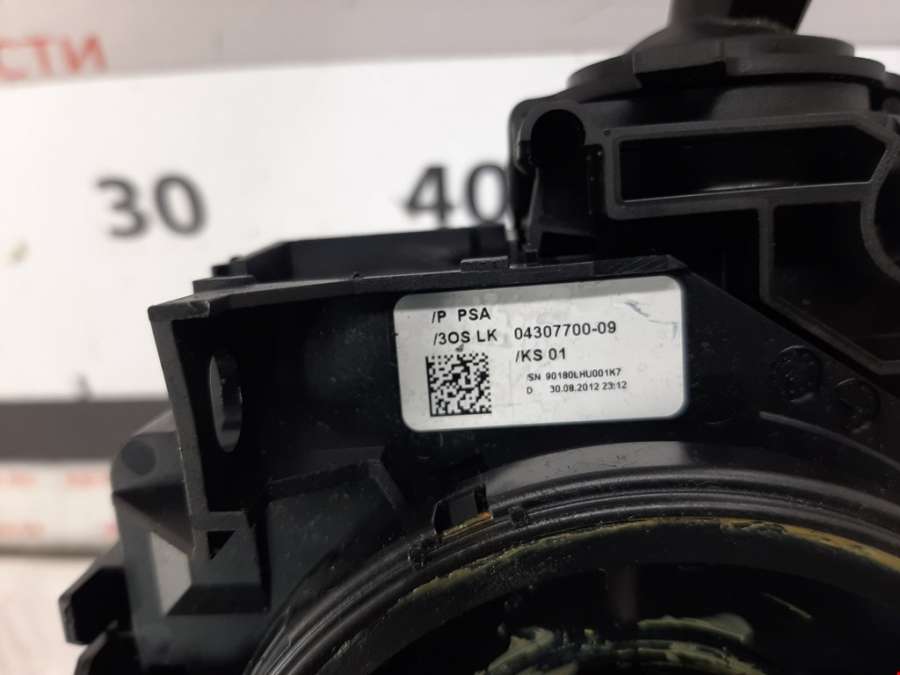 СТИ
30
40
/P PSA
/3OS LK 04307700-09
/KS 01
/SN 90180LHU001K7
D 30.08.2012 23:12